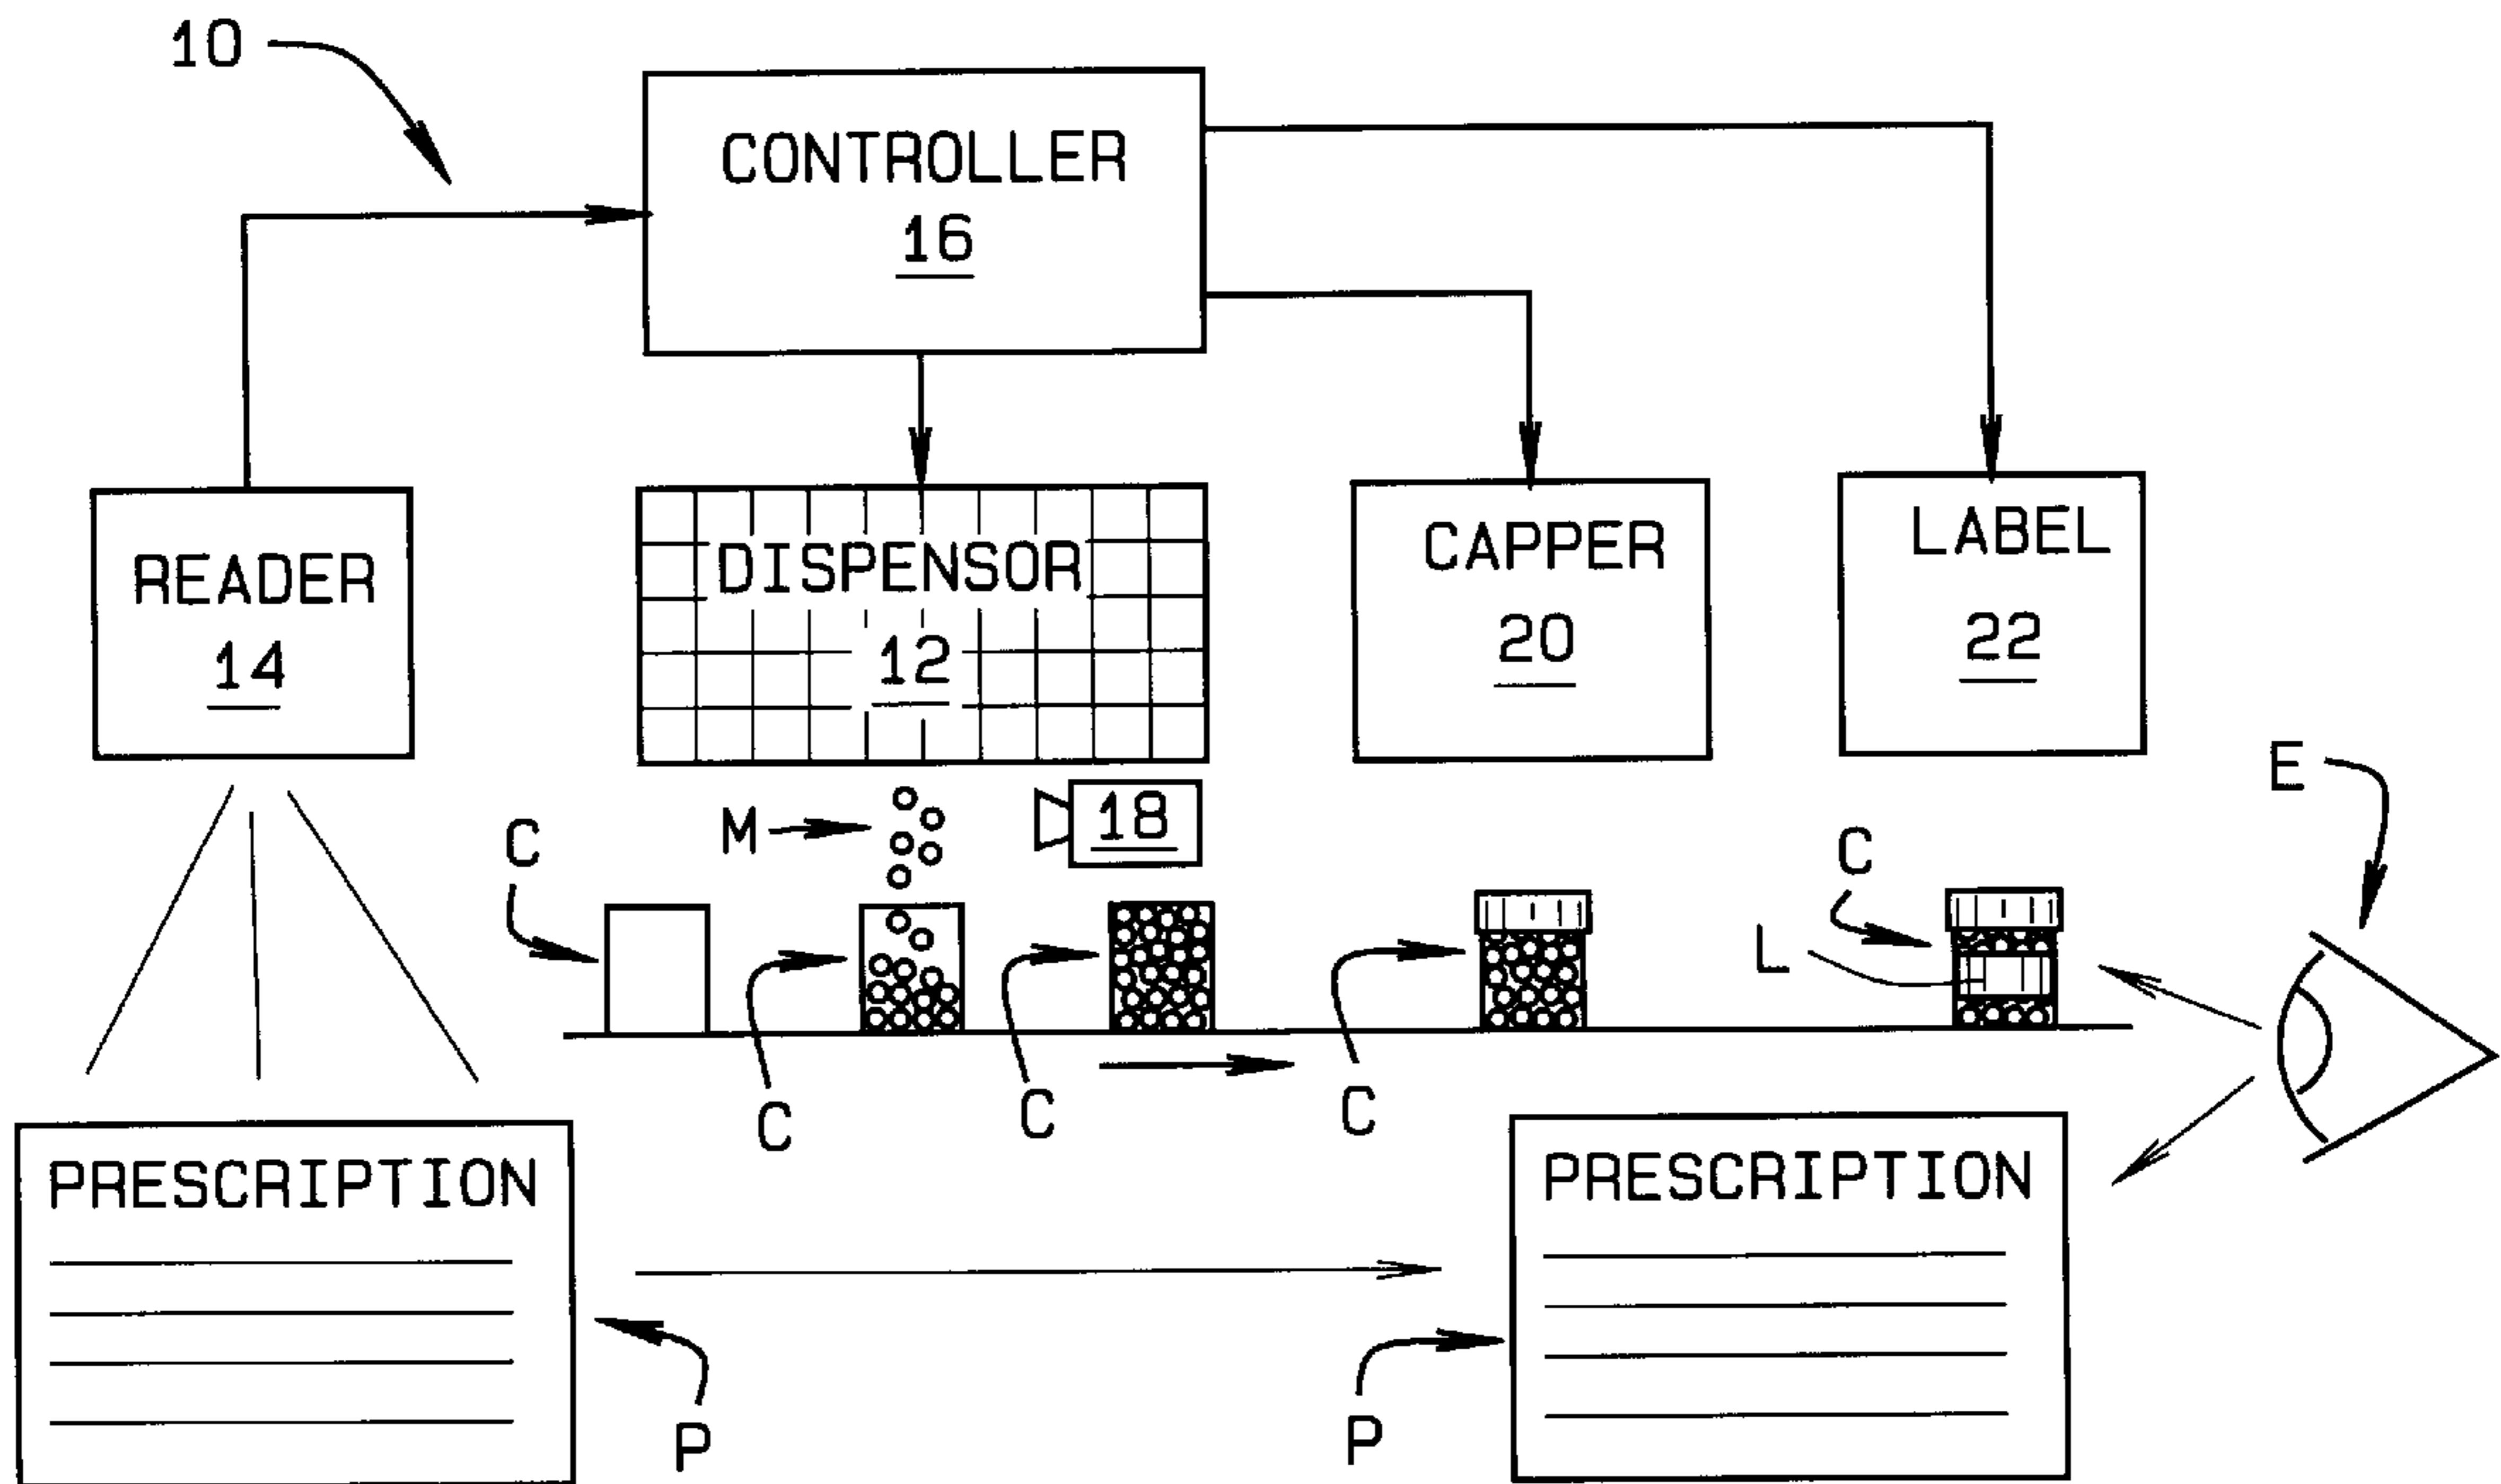 10
CONTROLLER
16
READER
14
DISPENSOR
12
CAPPER
20
LABEL
22
E
M
18
C
C
L
C
C
C
PRESCRIPTION
PRESCRIPTION
P
P